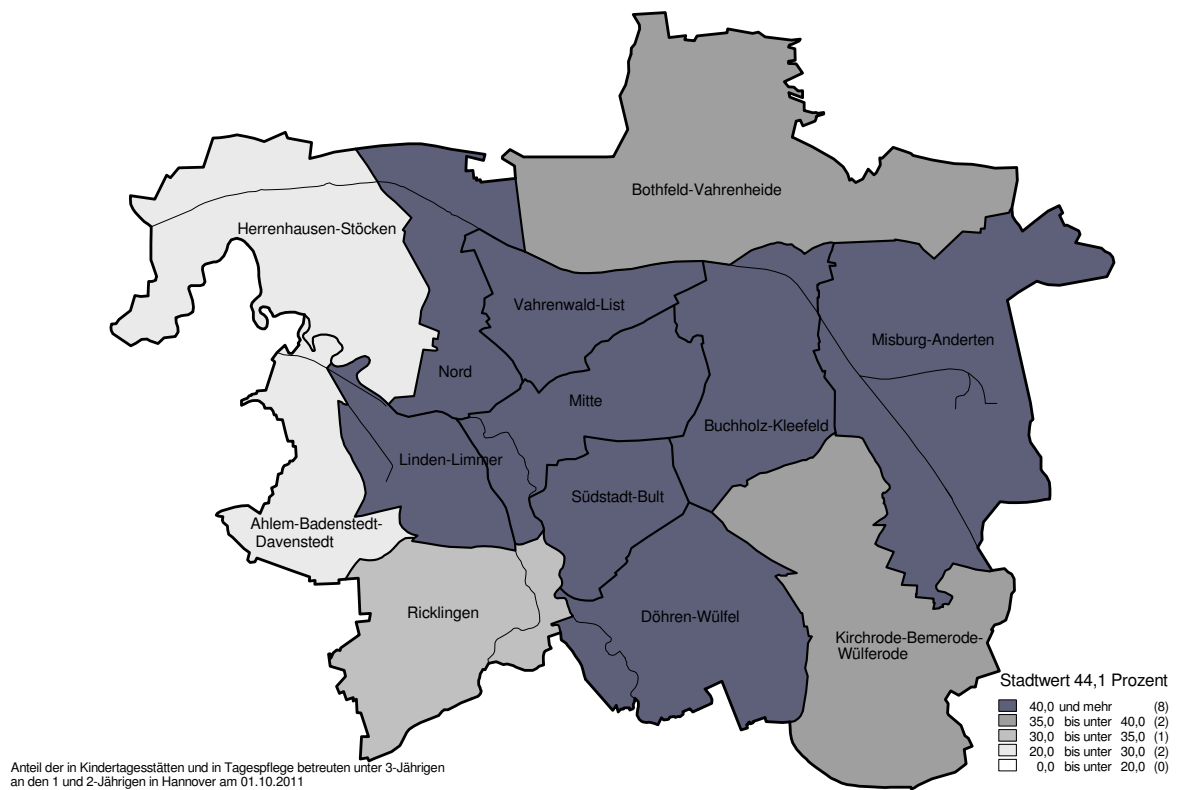 Bothfeld-Vahrenheide
Herrenhausen-Stöcken
Vahrenwald-List
Misburg-Anderten
Nord
Mitte
Buchholz-Kleefeld
Linden-Limmer
Südstadt-Bult
Ahlem-Badenstedt-
Davenstedt
Ricklingen
Döhren-Wülfel
Kirchrode-Bemerode-
Wülferode
Stadtwert 44,1 Prozent
40,0 und mehr (8)
35,0 bis unter 40,0 (2)
30,0 bis unter 35,0 (1)
20,0 bis unter 30,0 (2)
0,0 bis unter 20,0 (0)
Anteil der in Kindertagesstätten und in Tagespflege betreuten unter 3-Jährigen
an den 1 und 2-Jährigen in Hannover am 01.10.2011